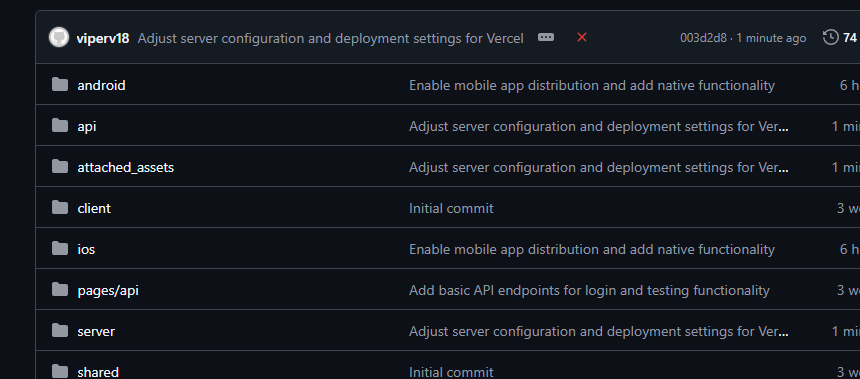 viperv18 Adjust server configuration and deployment settings for Vercel 003d2d8 · 1 minute ago 74
android Enable mobile app distribution and add native functionality 6 h
api Adjust server configuration and deployment settings for Ver... 1 mi
attached_assets Adjust server configuration and deployment settings for Ver... 1 mi
client Initial commit 3 w
ios Enable mobile app distribution and add native functionality 6 h
pages/api Add basic API endpoints for login and testing functionality 3 w
server Adjust server configuration and deployment settings for Ver... 1 mi
shared Initial commit 3 w